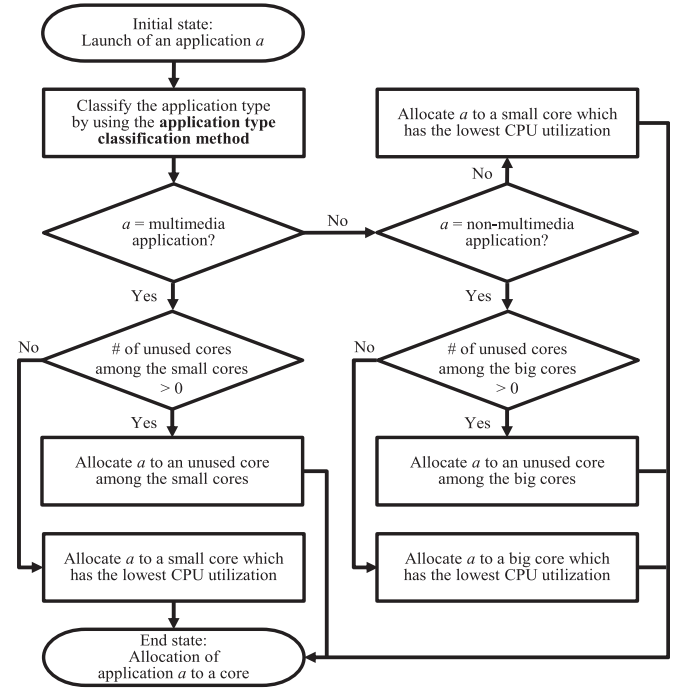 Initial state:
Launch of an application a
Classify the application type
by using the application type
classification method
Allocate a to a small core which
has the lowest CPU utilization
No
a = multimedia
application?
No
a = non-multimedia
application?
Yes
Yes
No
# of unused cores
among the small cores
> 0
No
# of unused cores
among the big cores
> 0
Yes
Yes
Allocate a to an unused core
among the small cores
Allocate a to an unused core
among the big cores
Allocate a to a small core which
has the lowest CPU utilization
Allocate a to a big core which
has the lowest CPU utilization
End state:
Allocation of
application a to a core